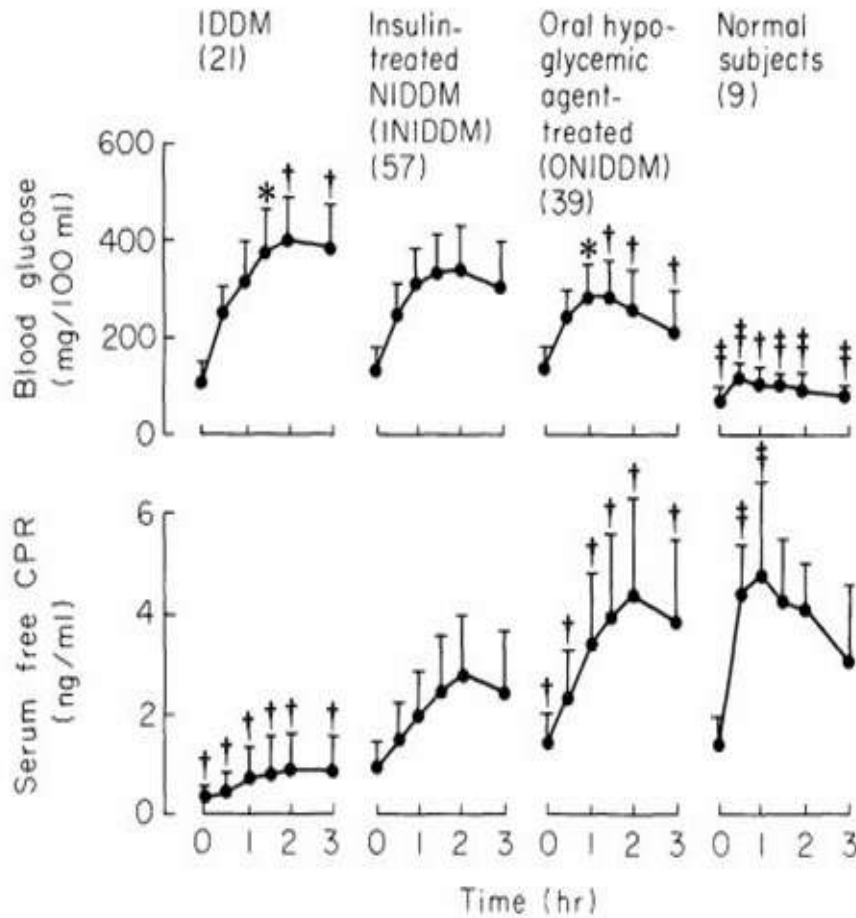 IDDM
(21)
Insulin-
treated
NIDDM
(INIDDM)
(57)
Oral hypo-
glycemic
agent-
treated
(ONIDDM)
(39)
Normal
subjects
(9)
Blood glucose
(mg/100 ml)
600
400
200
0
* † †
* † † †
‡ ‡ † ‡ ‡ ‡
Serum free CPR
(ng/ml)
6
4
2
0
† † † † † †
† † † † † †
‡ ‡
0 1 2 3
0 1 2 3
0 1 2 3
0 1 2 3
Time (hr)